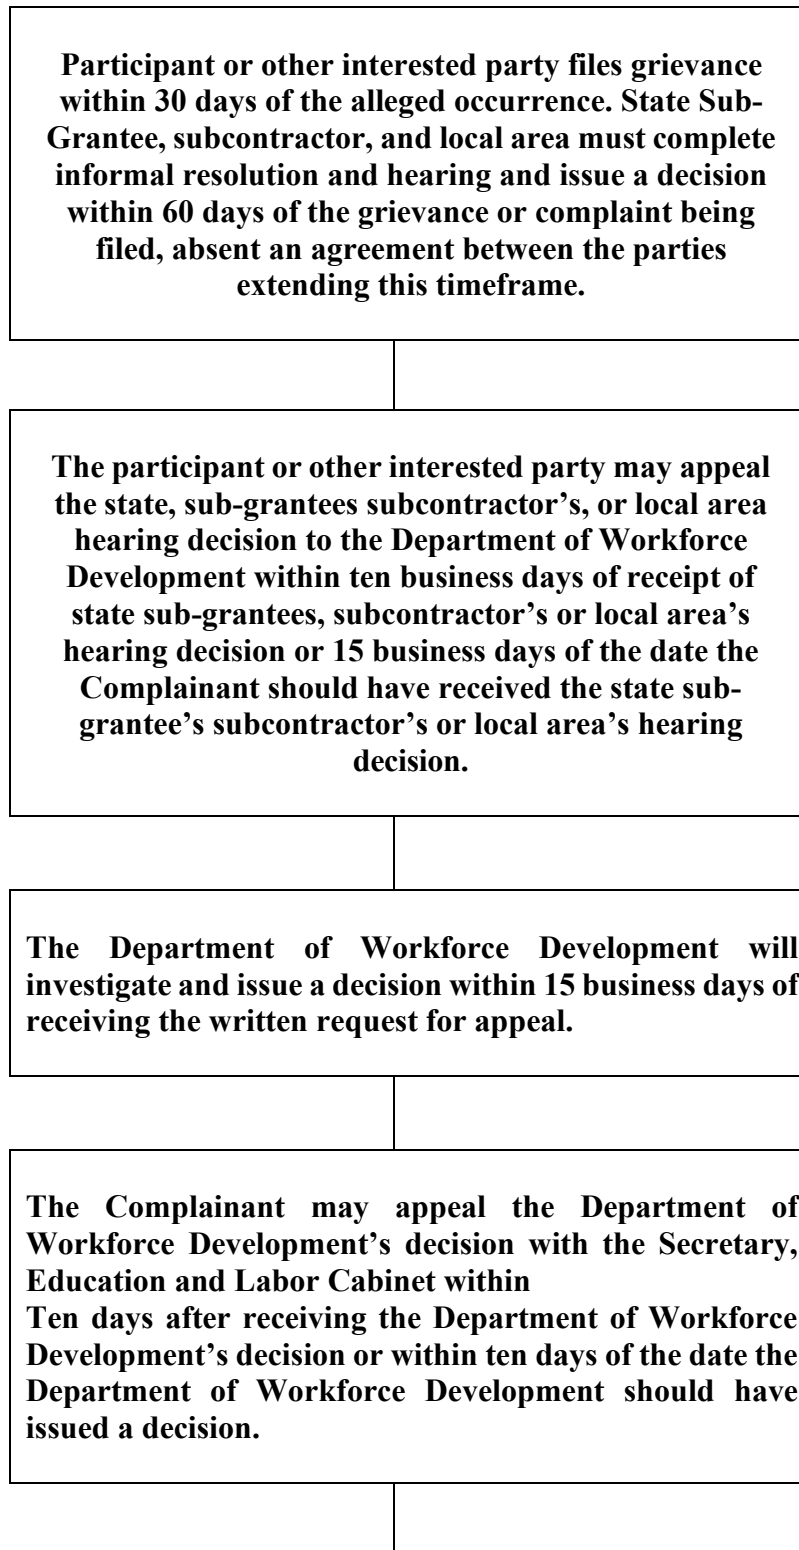 Participant or other interested party files grievance
within 30 days of the alleged occurrence. State Sub-
Grantee, subcontractor, and local area must complete
informal resolution and hearing and issue a decision
within 60 days of the grievance or complaint being
filed, absent an agreement between the parties
extending this timeframe.
The participant or other interested party may appeal
the state, sub-grantees subcontractor’s, or local area
hearing decision to the Department of Workforce
Development within ten business days of receipt of
state sub-grantees, subcontractor’s or local area’s
hearing decision or 15 business days of the date the
Complainant should have received the state sub-
grantee’s subcontractor’s or local area’s hearing
decision.
The Department of Workforce Development will
investigate and issue a decision within 15 business days of
receiving the written request for appeal.
The Complainant may appeal the Department of
Workforce Development’s decision with the Secretary,
Education and Labor Cabinet within
Ten days after receiving the Department of Workforce
Development’s decision or within ten days of the date the
Department of Workforce Development should have
issued a decision.